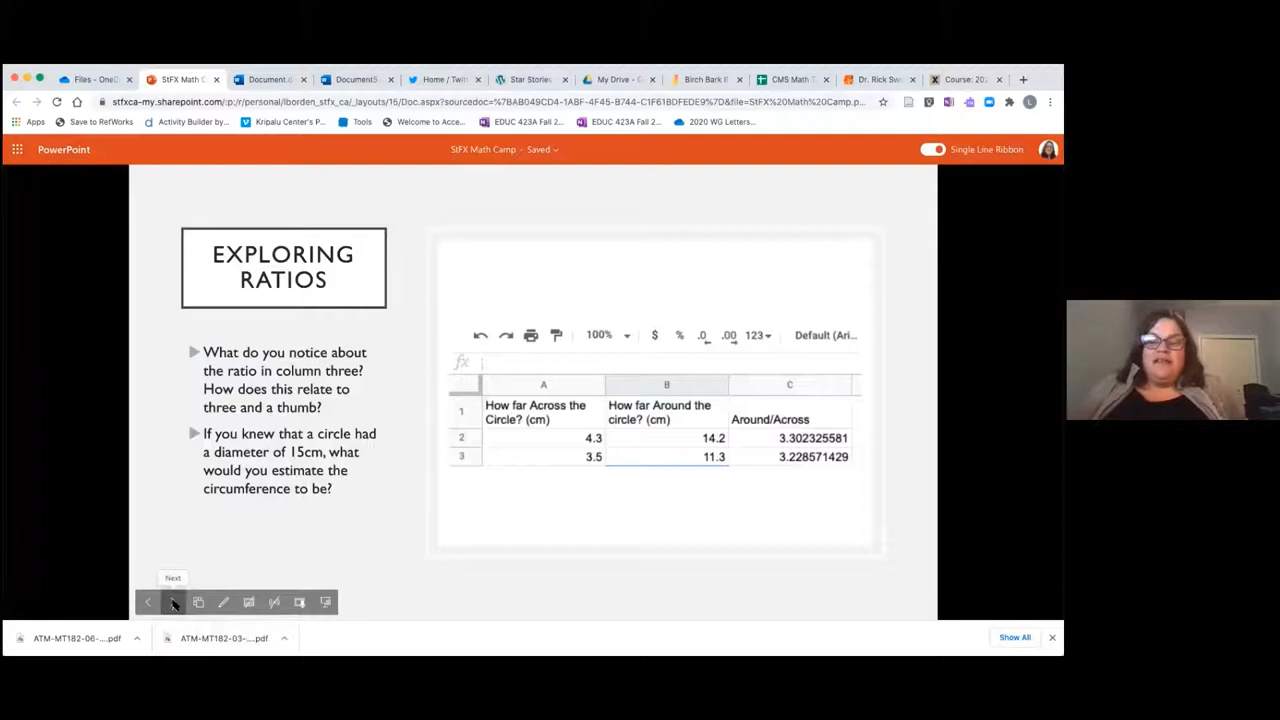 Files - OneD
StFX Math C
Document.d
Document5
Home / Twitt
Star Stories
My Drive - G
Birch Bark B
CMS Math T
Dr. Rick Sw
Course: 202
stfxca-my.sharepoint.com/:p:/r/personal/lborden_stfx_ca/_layouts/15/Doc.aspx?sourcedoc=%7BAB049CD4-1ABF-4F45-B744-C1F61BDFEDE9%7D&file=StFX%20Math%20Camp.p...
Apps
Save to RefWorks
Activity Builder by...
Kripalu Center's P...
Tools
Welcome to Acce...
EDUC 423A Fall 2...
EDUC 423A Fall 2...
2020 WG Letters...
PowerPoint
StFX Math Camp - Saved
Single Line Ribbon
EXPLORING
RATIOS
What do you notice about
the ratio in column three?
How does this relate to
three and a thumb?
If you knew that a circle had
a diameter of 15cm, what
would you estimate the
circumference to be?
100% $ % .0 .00 123 Default (Ari...
fx
A B C
1 How far Across the Circle? (cm) How far Around the circle? (cm) Around/Across
2 4.3 14.2 3.302325581
3 3.5 11.3 3.228571429
Next
ATM-MT182-06-....pdf
ATM-MT182-03-....pdf
Show All